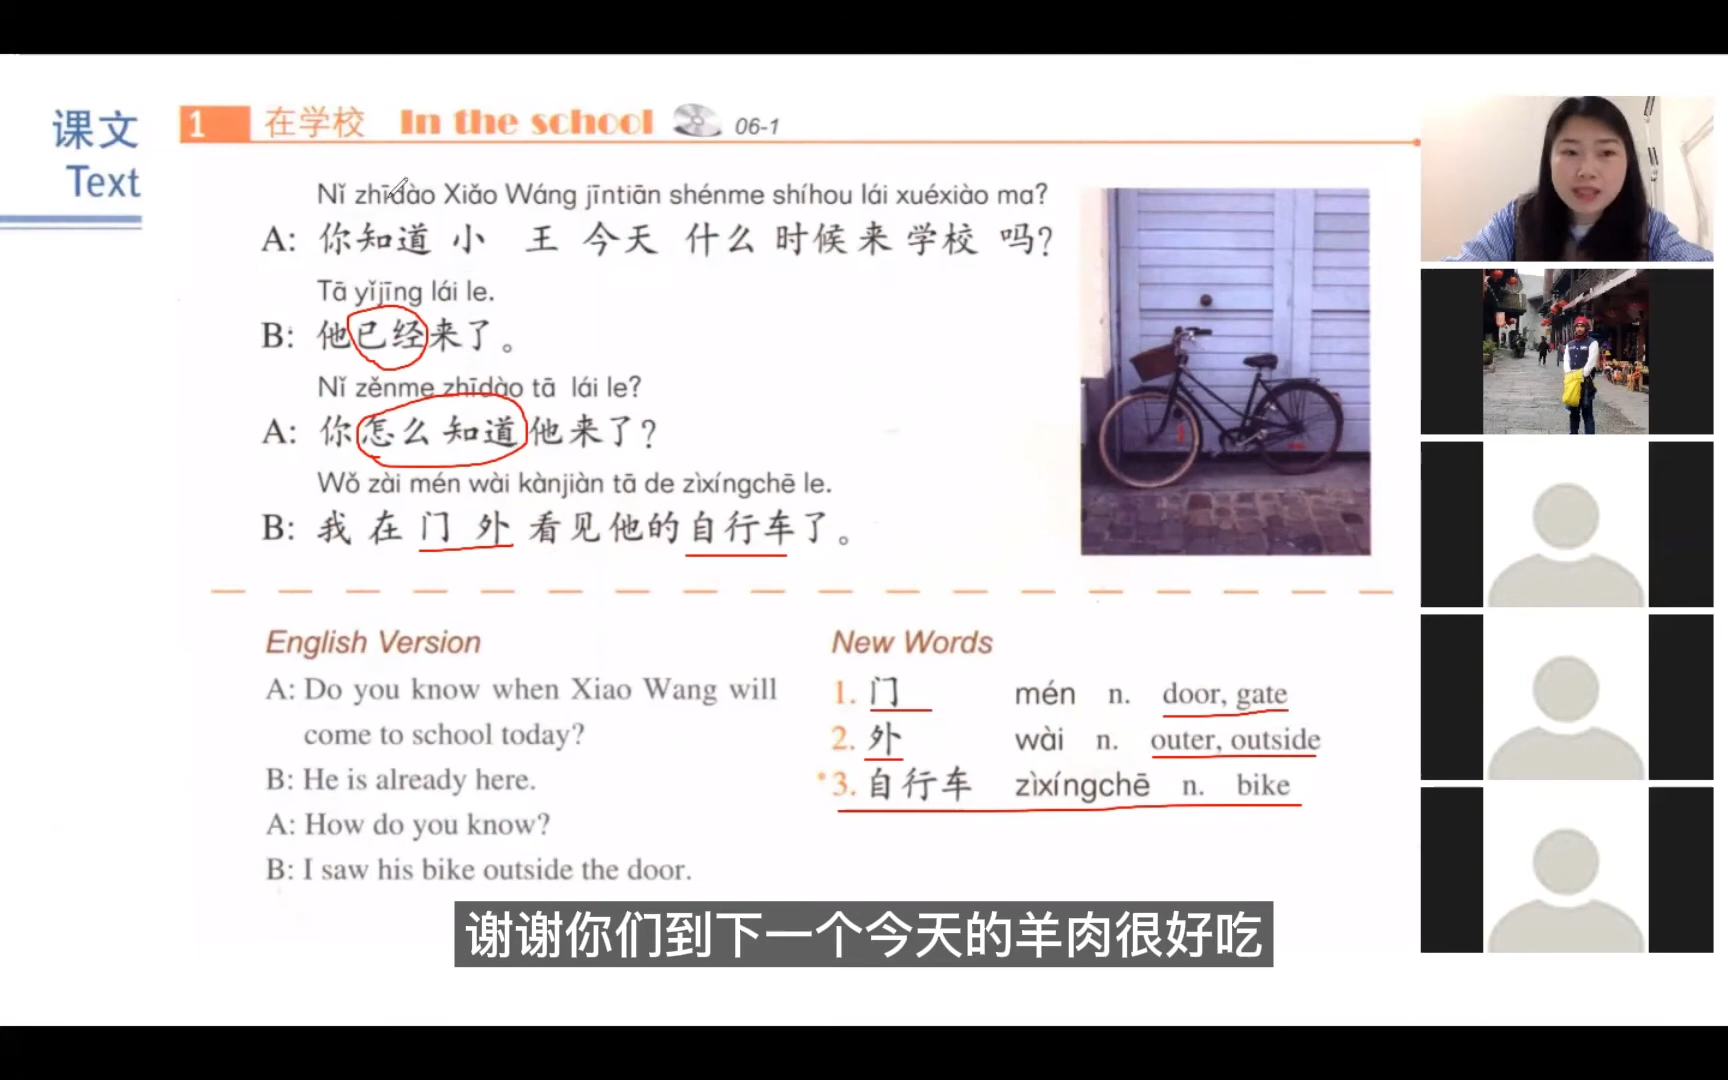 课文
Text
1 在学校 In the school 06-1
Nǐ zhīdào Xiǎo Wáng jīntiān shénme shíhou lái xuéxiào ma?
A: 你知道 小 王 今天 什么 时候 来 学校 吗?
Tā yǐjīng lái le.
B: 他已经来了。
Nǐ zěnme zhīdào tā lái le?
A: 你怎么 知道他来了?
Wǒ zài mén wài kànjiàn tā de zìxíngchē le.
B: 我 在 门 外 看见他的自行车了。
English Version
A: Do you know when Xiao Wang will
come to school today?
B: He is already here.
A: How do you know?
B: I saw his bike outside the door.
New Words
1. 门 mén n. door, gate
2. 外 wài n. outer, outside
*3. 自行车 zìxíngchē n. bike
谢谢你们到下一个今天的羊肉很好吃